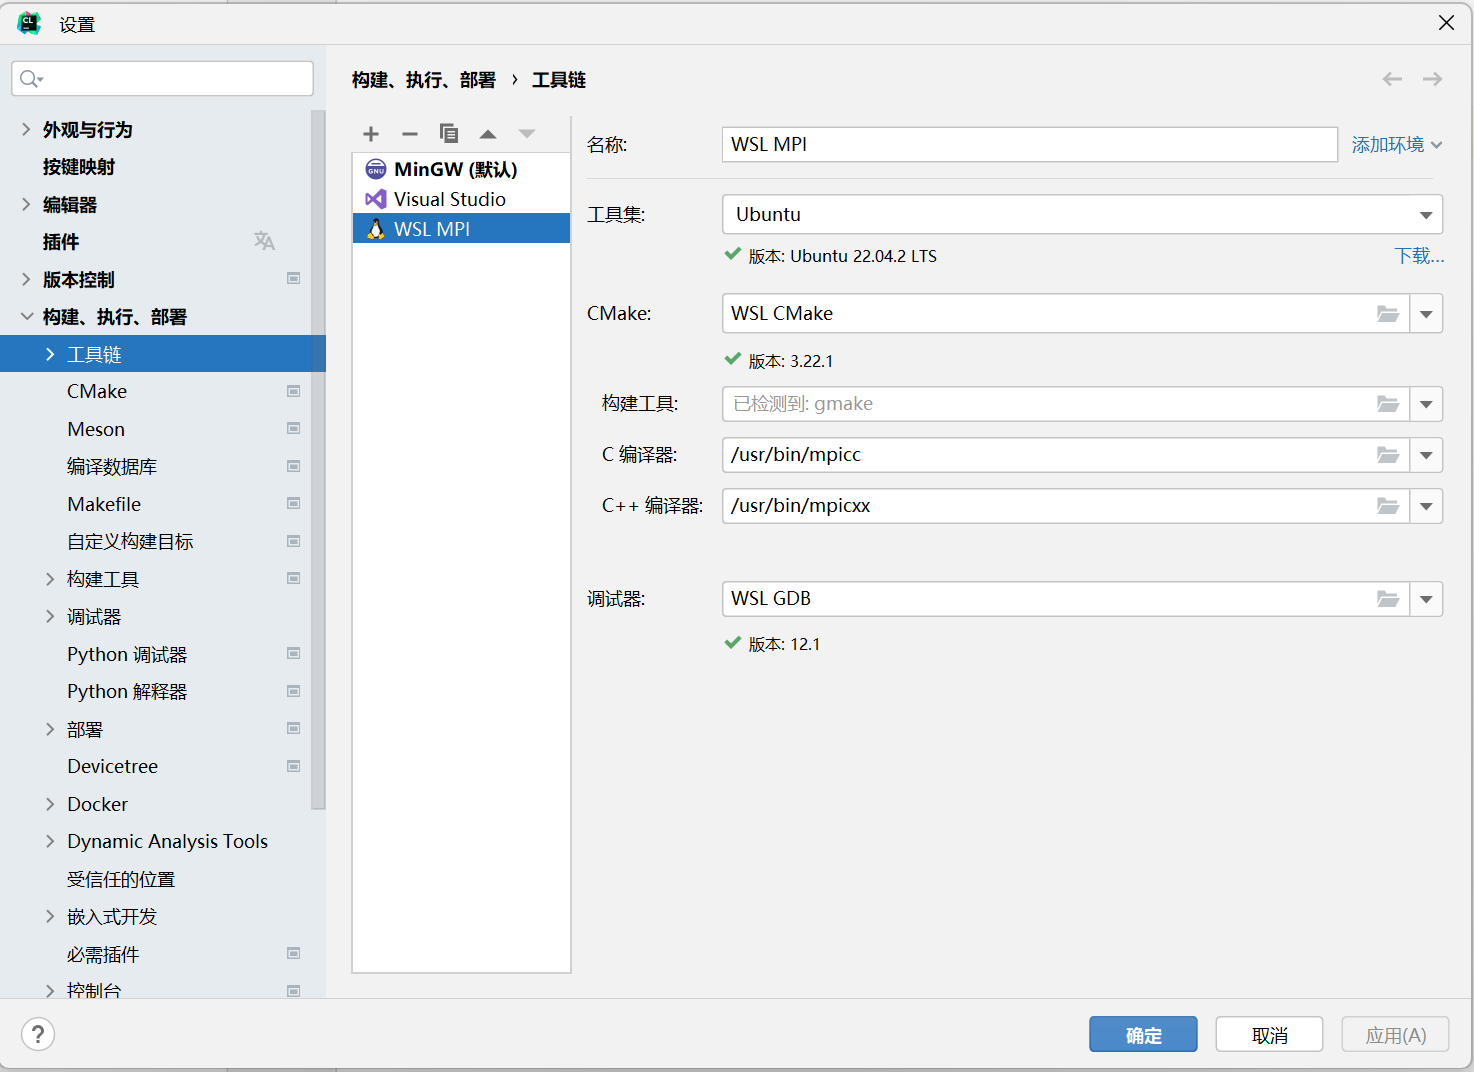 设置
外观与行为
按键映射
编辑器
插件
版本控制
构建、执行、部署
工具链
CMake
Meson
编译数据库
Makefile
自定义构建目标
构建工具
调试器
Python 调试器
Python 解释器
部署
Devicetree
Docker
Dynamic Analysis Tools
受信任的位置
嵌入式开发
必需插件
控制台
构建、执行、部署 › 工具链
MinGW (默认)
Visual Studio
WSL MPI
名称: WSL MPI 添加环境
工具集: Ubuntu
版本: Ubuntu 22.04.2 LTS 下载...
CMake: WSL CMake
版本: 3.22.1
构建工具: 已检测到: gmake
C 编译器: /usr/bin/mpicc
C++ 编译器: /usr/bin/mpicxx
调试器: WSL GDB
版本: 12.1
? 确定 取消 应用(A)